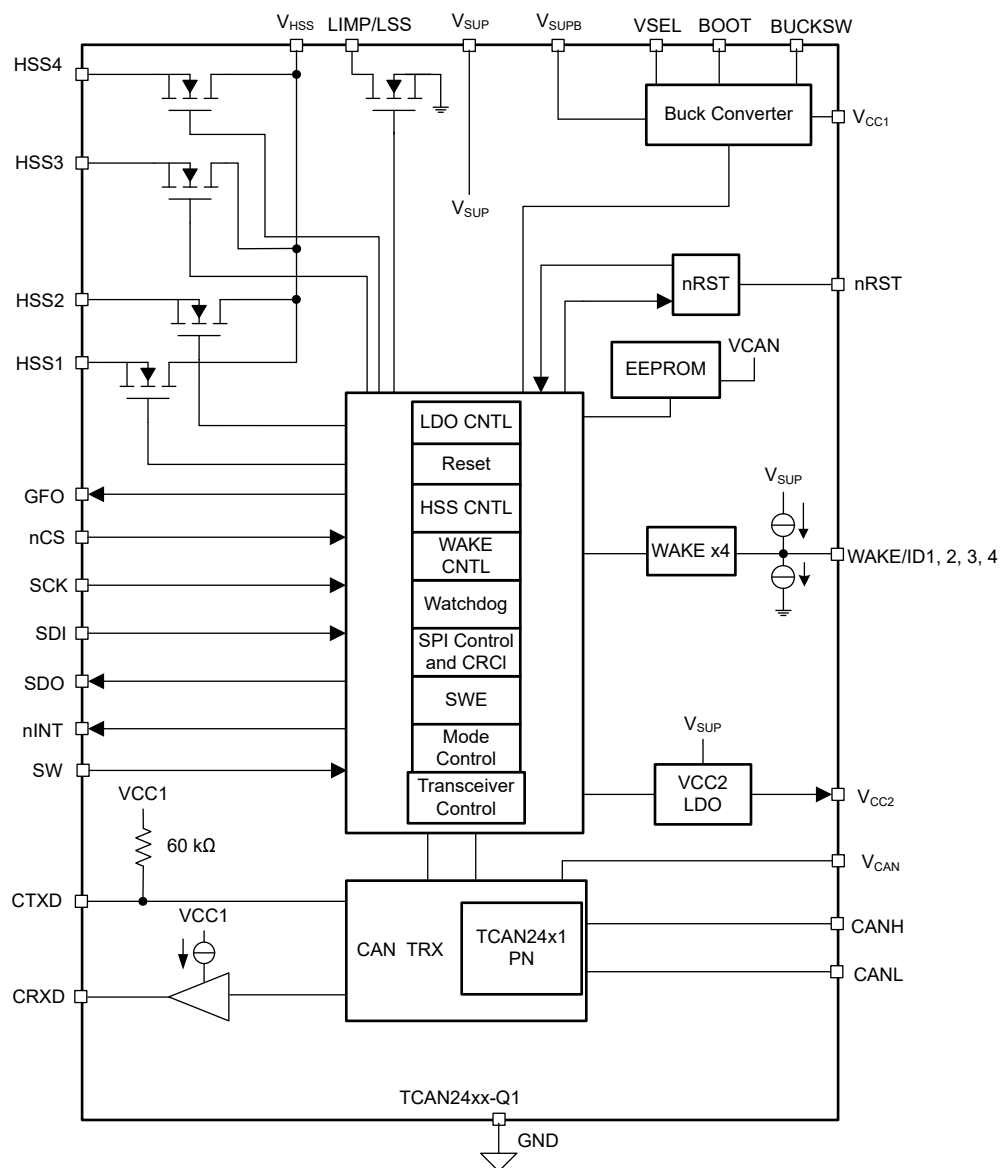 VHSS LIMP/LSS VSUP VSUPB VSEL BOOT BUCKSW
HSS4
Buck Converter
VCC1
HSS3
VSUP
nRST
nRST
HSS2
VCAN
HSS1
EEPROM
LDO CNTL
Reset
VSUP
GFO
HSS CNTL
nCS
WAKE
CNTL
WAKE x4
WAKE/ID1, 2, 3, 4
SCK
Watchdog
SDI
SPI Control
and CRCl
SDO
SWE
nINT
Mode
Control
VSUP
SW
Transceiver
Control
VCC2
LDO
VCC2
VCC1
60 kΩ
VCAN
CTXD
VCC1
CAN TRX
TCAN24x1
PN
CANH
CANL
CRXD
TCAN24xx-Q1
GND